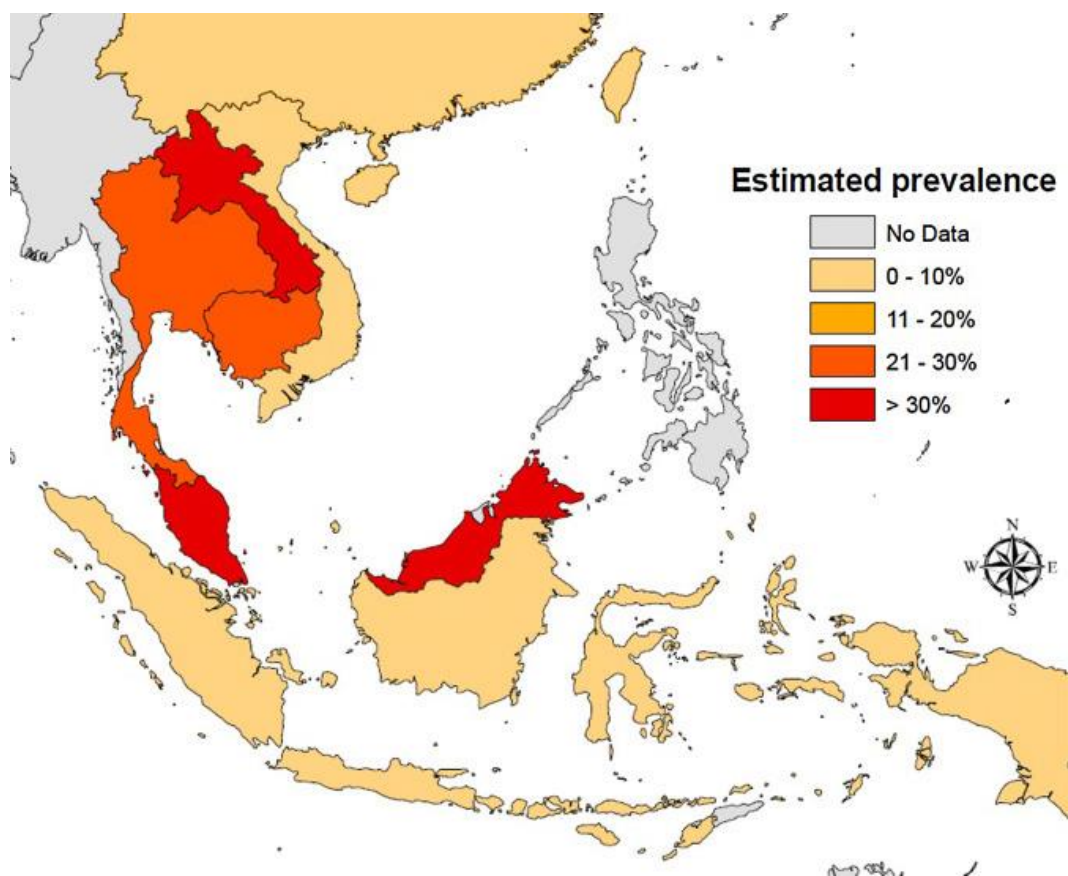 Estimated prevalence
No Data
0 - 10%
11 - 20%
21 - 30%
> 30%
N
W E
S